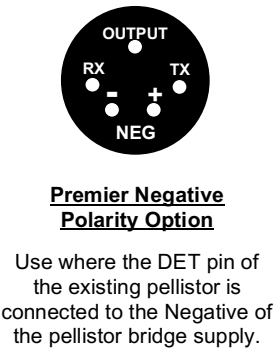 OUTPUT
RX TX
- +
NEG
Premier Negative
Polarity Option
Use where the DET pin of
the existing pellistor is
connected to the Negative of
the pellistor bridge supply.